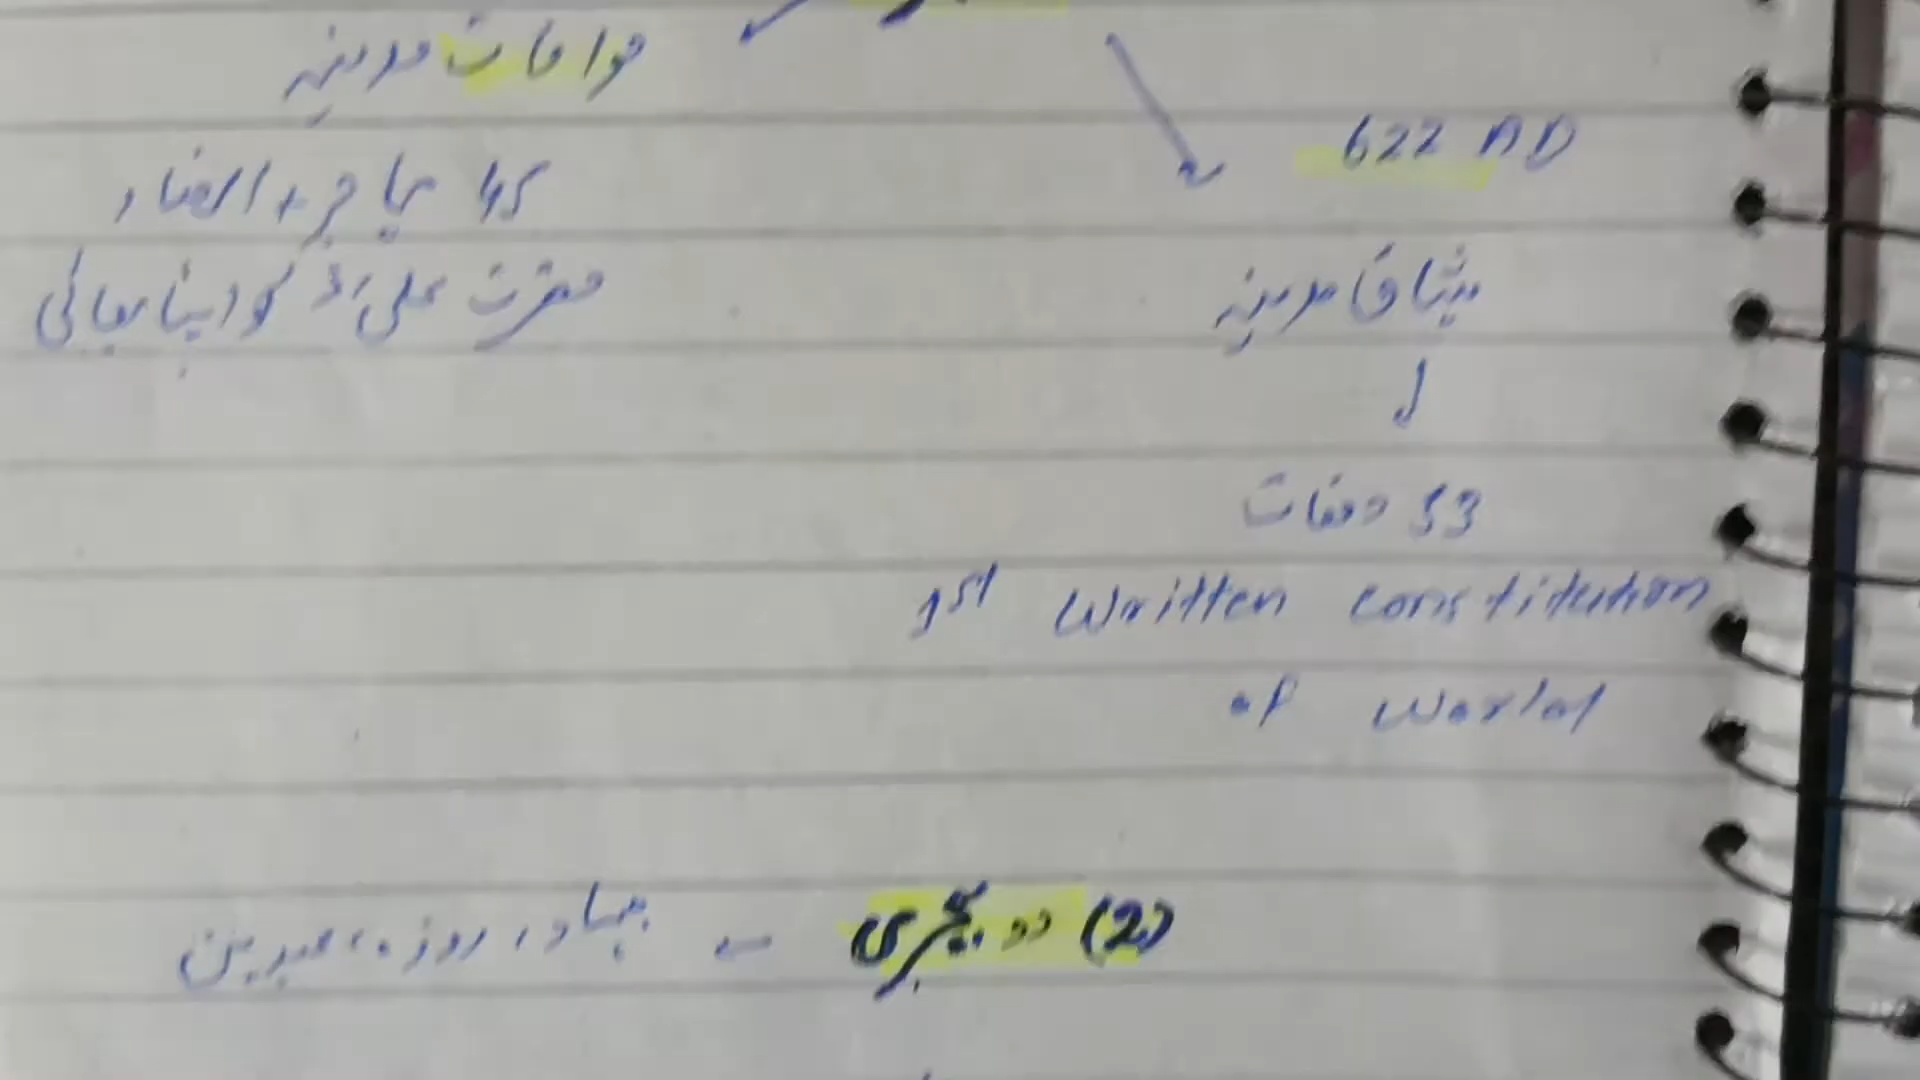 مواخات مدینہ
622 AD
45 مہاجر + انصار
میثاق مدینہ
حضرت علیؓ کو اپنا بھائی
53 دفعات
1st written constitution
of world
(2) دو ہجری – جہاد، روزہ، عیدین